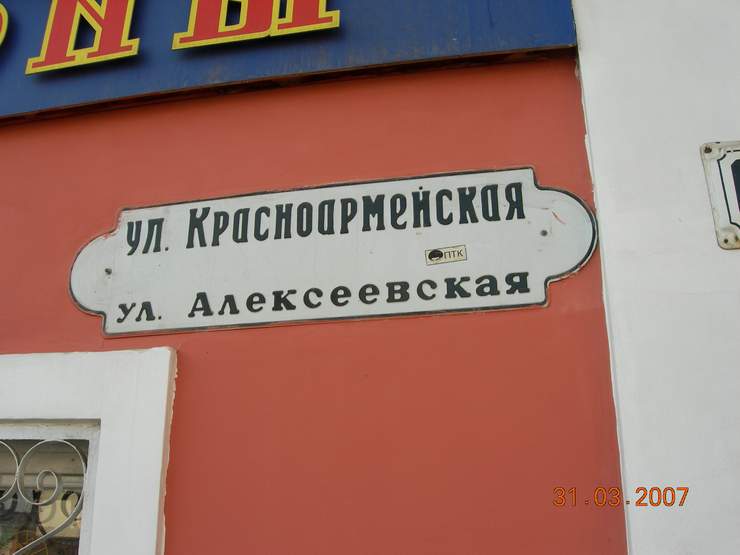 ул. Красноармейская
ПТК
ул. Алексеевская
31.03.2007